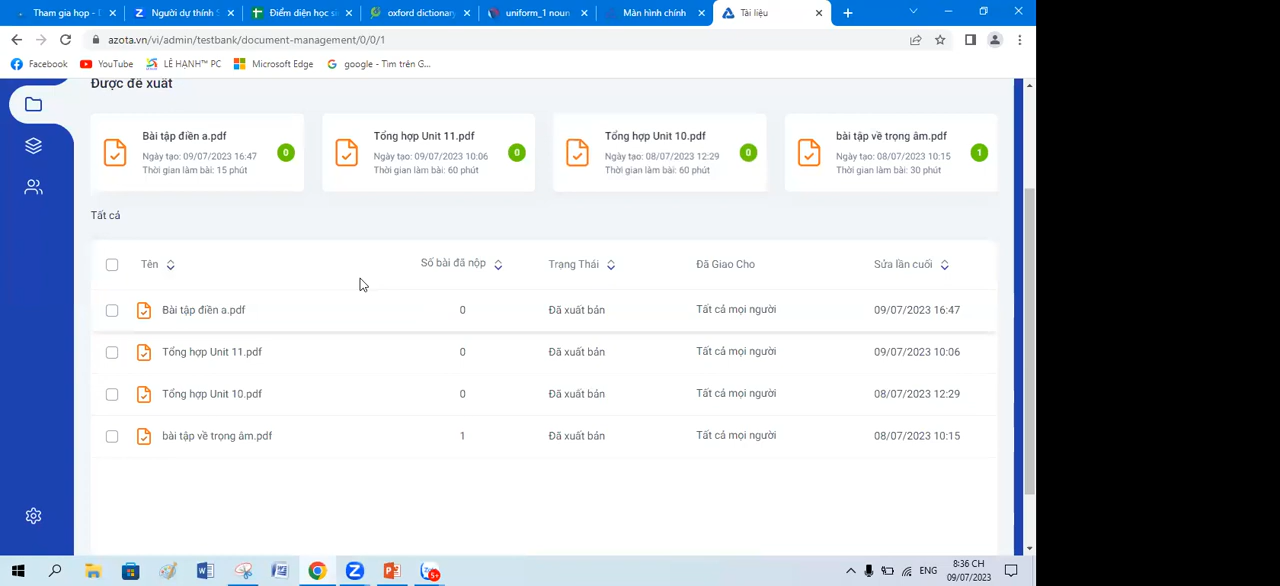 Tham gia họp -
Người dự thính
Điểm diện học si
oxford dictionary
uniform_1 noun
Màn hình chính
Tài liệu
azota.vn/vi/admin/testbank/document-management/0/0/1
Facebook
YouTube
LÊ HẠNH™ PC
Microsoft Edge
google - Tìm trên G...
Được đề xuất
Bài tập điền a.pdf
Ngày tạo: 09/07/2023 16:47
Thời gian làm bài: 15 phút
0
Tổng hợp Unit 11.pdf
Ngày tạo: 09/07/2023 10:06
Thời gian làm bài: 60 phút
0
Tổng hợp Unit 10.pdf
Ngày tạo: 08/07/2023 12:29
Thời gian làm bài: 60 phút
0
bài tập về trọng âm.pdf
Ngày tạo: 08/07/2023 10:15
Thời gian làm bài: 30 phút
1
Tất cả
Tên Số bài đã nộp Trạng Thái Đã Giao Cho Sửa lần cuối
Bài tập điền a.pdf 0 Đã xuất bản Tất cả mọi người 09/07/2023 16:47
Tổng hợp Unit 11.pdf 0 Đã xuất bản Tất cả mọi người 09/07/2023 10:06
Tổng hợp Unit 10.pdf 0 Đã xuất bản Tất cả mọi người 08/07/2023 12:29
bài tập về trọng âm.pdf 1 Đã xuất bản Tất cả mọi người 08/07/2023 10:15
ENG
8:36 CH
09/07/2023